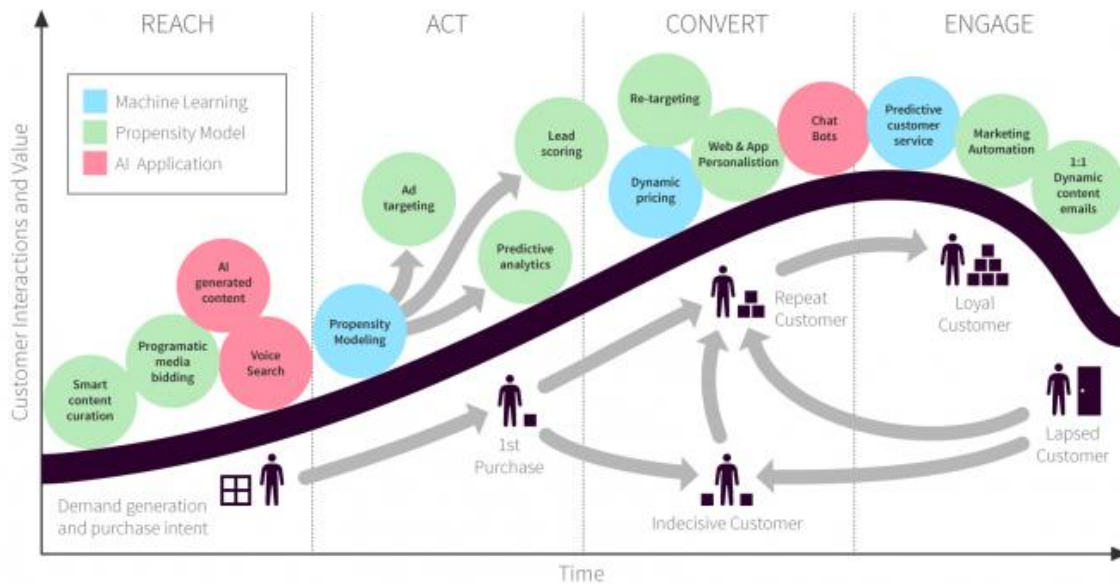 REACH
ACT
CONVERT
ENGAGE
Machine Learning
Propensity Model
AI Application
Customer Interactions and Value
Smart
content
curation
Programatic
media
bidding
AI
generated
content
Voice
Search
Propensity
Modeling
Ad
targeting
Lead
scoring
Predictive
analytics
Re-targeting
Dynamic
pricing
Web & App
Personalistion
Chat
Bots
Predictive
customer
service
Marketing
Automation
1:1
Dynamic
content
emails
Demand generation
and purchase intent
1st
Purchase
Repeat
Customer
Indecisive Customer
Loyal
Customer
Lapsed
Customer
Time